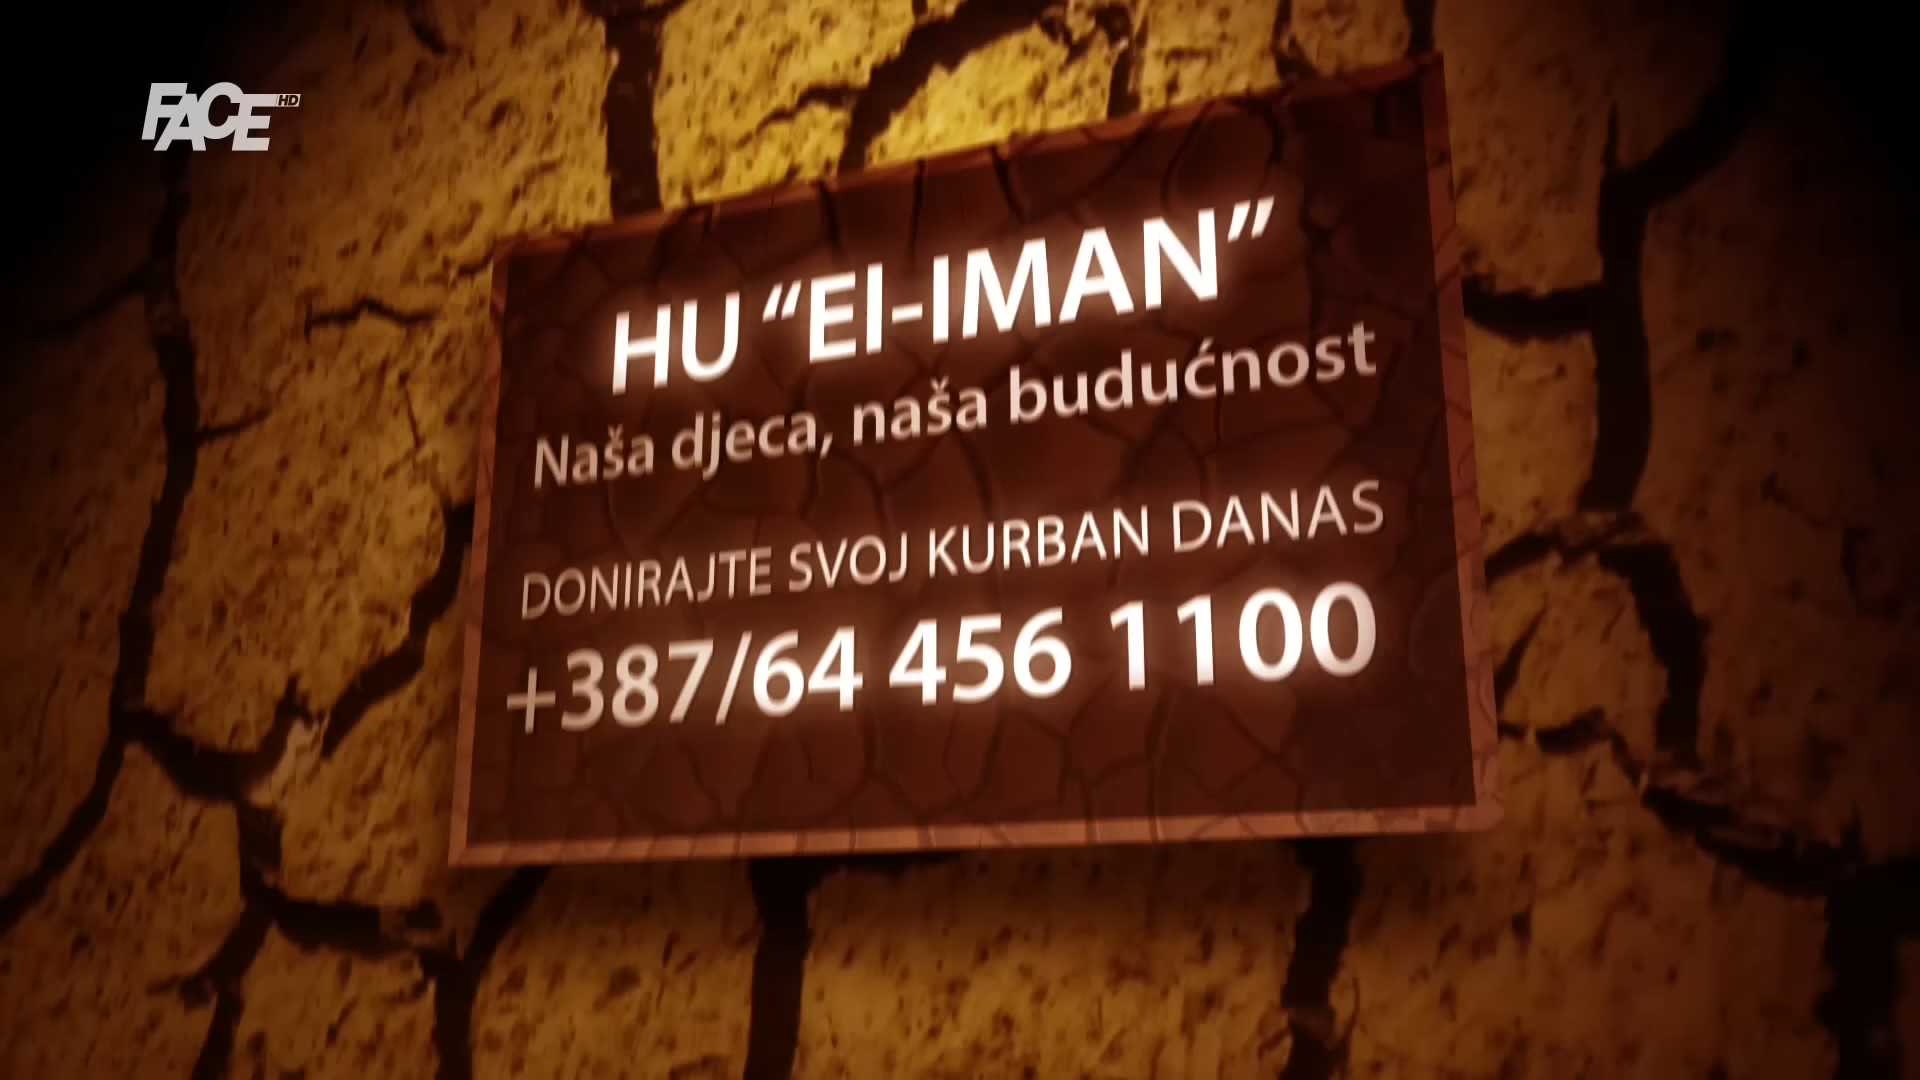 FACE HD
HU “El-IMAN”
Naša djeca, naša budućnost
DONIRAJTE SVOJ KURBAN DANAS
+387/64 456 1100